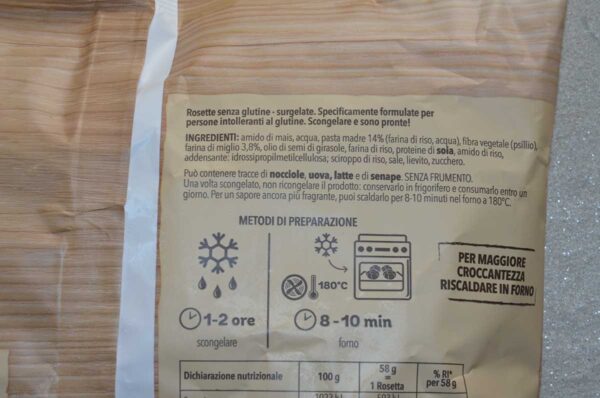 Rosette senza glutine - surgelate. Specificamente formulate per
persone intolleranti al glutine. Scongelare e sono pronte!
INGREDIENTI: amido di mais, acqua, pasta madre 14% (farina di riso, acqua), fibra vegetale (psillio),
farina di miglio 3,8%, olio di semi di girasole, farina di riso, proteine di soia, amido di riso,
addensante: idrossipropilmetilcellulosa; sciroppo di riso, sale, lievito, zucchero.
Può contenere tracce di nocciole, uova, latte e di senape. SENZA FRUMENTO.
Una volta scongelato, non ricongelare il prodotto: conservarlo in frigorifero e consumarlo entro un
giorno. Per un sapore ancora più fragrante, puoi scaldarlo per 8-10 minuti nel forno a 180°C.
METODI DI PREPARAZIONE
180°C
1-2 ore
scongelare
8 - 10 min
forno
PER MAGGIORE
CROCCANTEZZA
RISCALDARE IN FORNO
Dichiarazione nutrizionale
100 g
58 g
=
1 Rosetta
% RI*
per 58 g